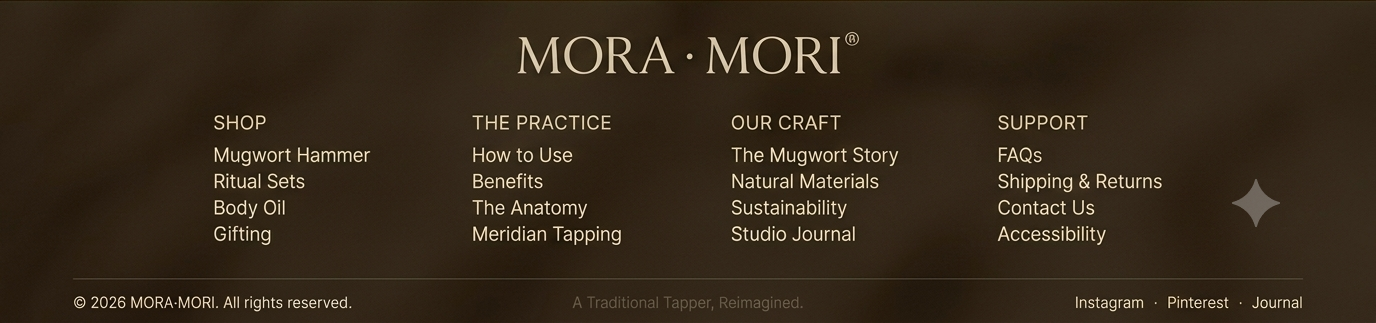 MORA · MORI®
SHOP
Mugwort Hammer
Ritual Sets
Body Oil
Gifting
THE PRACTICE
How to Use
Benefits
The Anatomy
Meridian Tapping
OUR CRAFT
The Mugwort Story
Natural Materials
Sustainability
Studio Journal
SUPPORT
FAQs
Shipping & Returns
Contact Us
Accessibility
© 2026 MORA·MORI. All rights reserved.
A Traditional Tapper, Reimagined.
Instagram · Pinterest · Journal